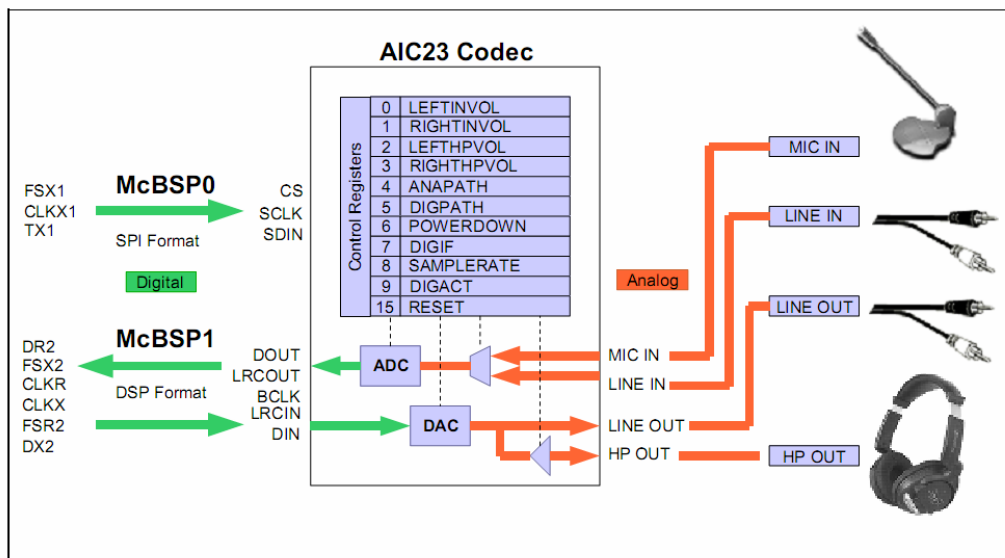 AIC23 Codec
Control Registers
0 LEFTINVOL
1 RIGHTINVOL
2 LEFTHPVOL
3 RIGHTHPVOL
4 ANAPATH
5 DIGPATH
6 POWERDOWN
7 DIGIF
8 SAMPLERATE
9 DIGACT
15 RESET
McBSP0
FSX1
CLKX1
TX1
SPI Format
CS
SCLK
SDIN
Digital
McBSP1
DR2
FSX2
CLKR
CLKX
FSR2
DX2
DSP Format
DOUT
LRCOUT
BCLK
LRCIN
DIN
ADC
DAC
Analog
MIC IN
LINE IN
LINE OUT
HP OUT
MIC IN
LINE IN
LINE OUT
HP OUT